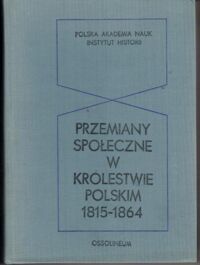 POLSKA AKADEMIA NAUK
INSTYTUT HISTORII
PRZEMIANY
SPOŁECZNE
W
KRÓLESTWIE
POLSKIM
1815-1864
OSSOLINEUM